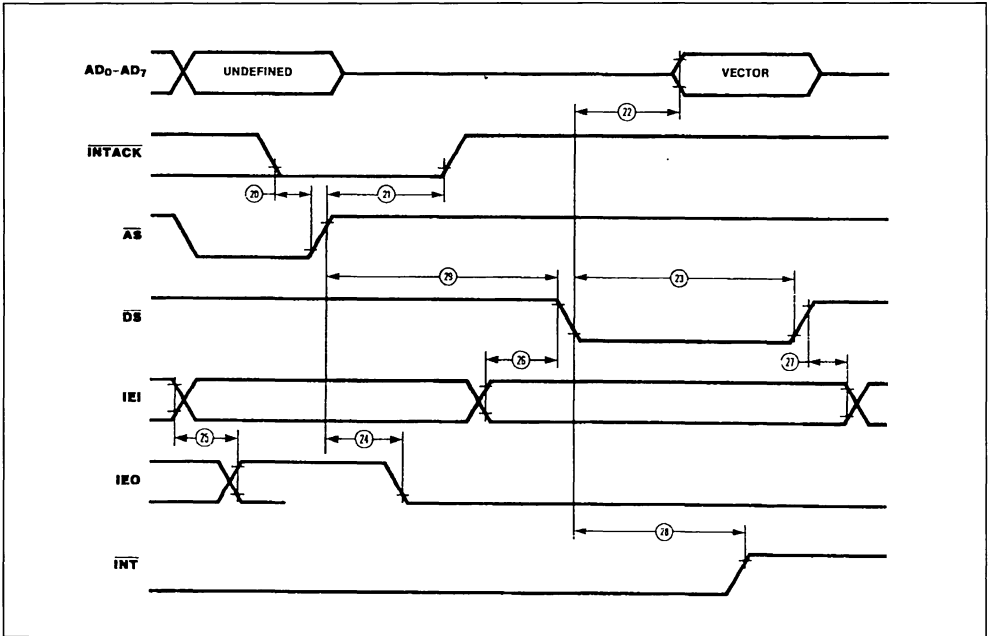 AD₀-AD₇ UNDEFINED VECTOR
22
INTACK
20 21
AS
29 23
DS
26 27
IEI
25 24
IEO
28
INT